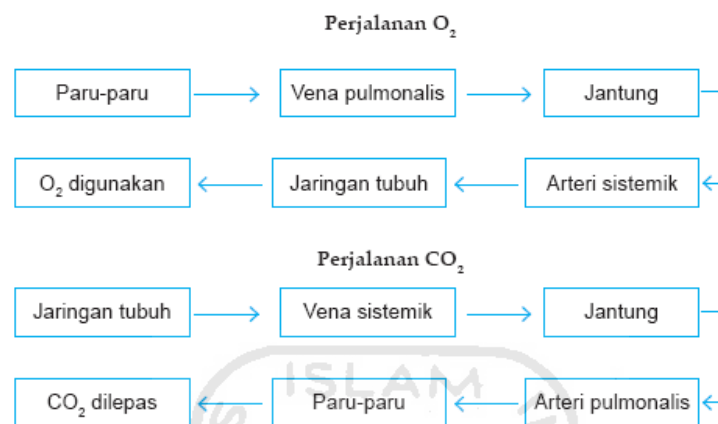 Perjalanan O₂
Paru-paru Vena pulmonalis Jantung
O₂ digunakan Jaringan tubuh Arteri sistemik
Perjalanan CO₂
Jaringan tubuh Vena sistemik Jantung
ISLAM
CO₂ dilepas Paru-paru Arteri pulmonalis